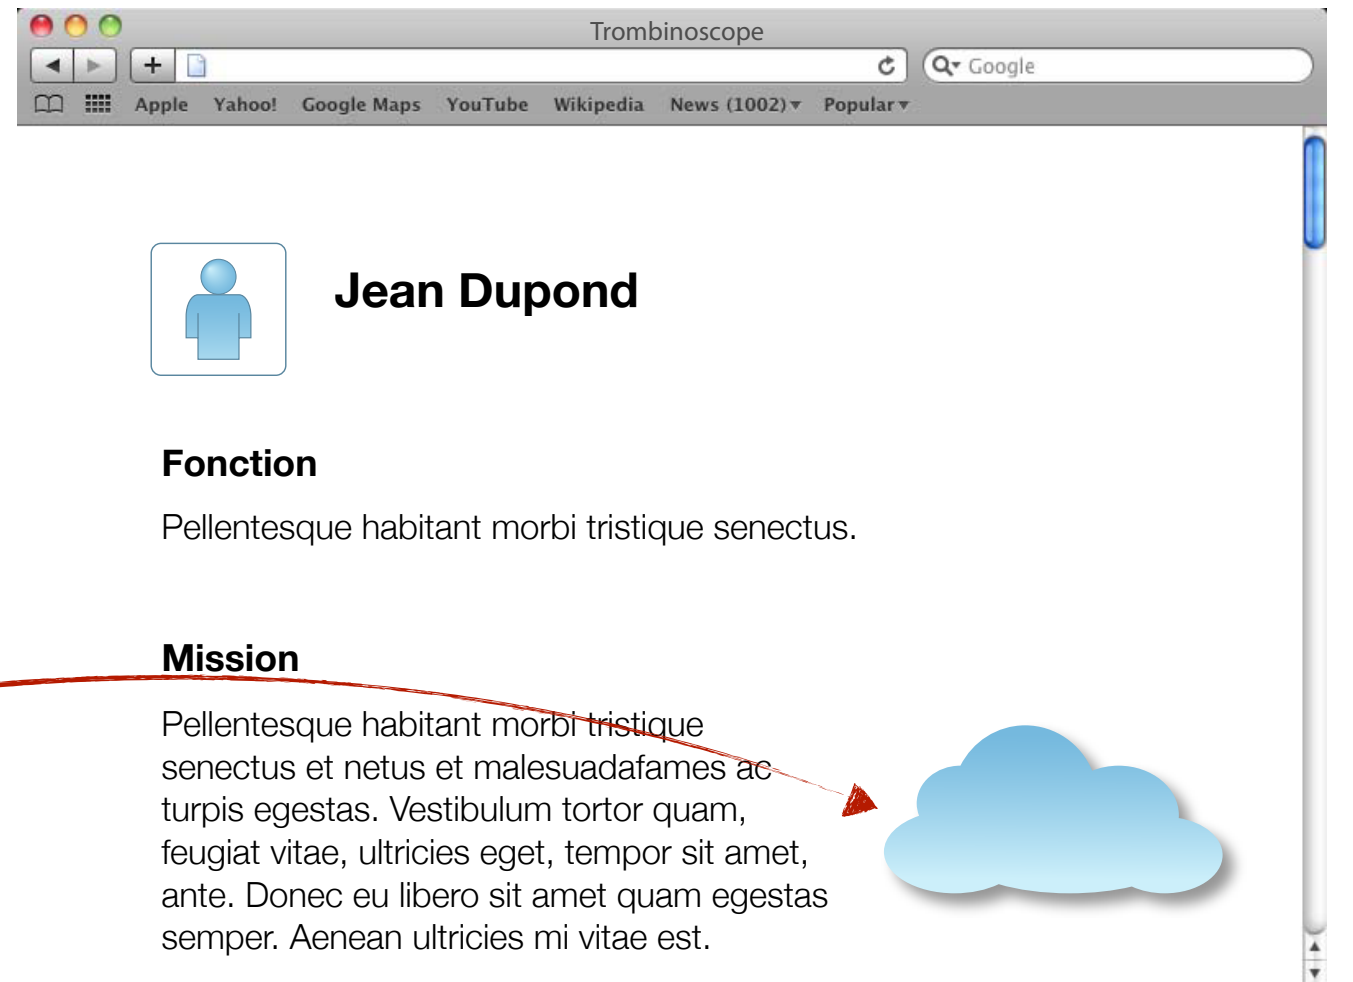 Trombinoscope
Google
Apple Yahoo! Google Maps YouTube Wikipedia News (1002) Popular
Jean Dupond
Fonction
Pellentesque habitant morbi tristique senectus.
Mission
Pellentesque habitant morbi tristique
senectus et netus et malesuadafames ac
turpis egestas. Vestibulum tortor quam,
feugiat vitae, ultricies eget, tempor sit amet,
ante. Donec eu libero sit amet quam egestas
semper. Aenean ultricies mi vitae est.